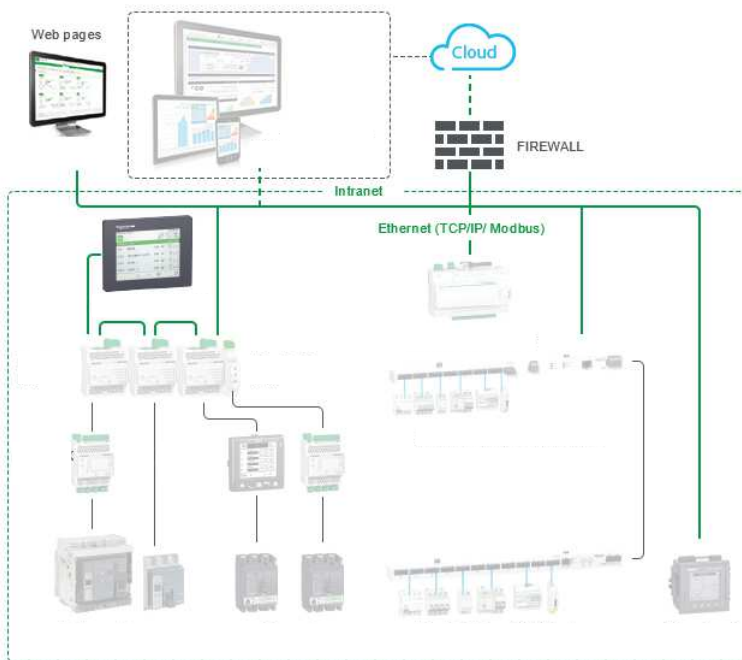 Web pages
Cloud
FIREWALL
Intranet
Ethernet (TCP/IP/ Modbus)